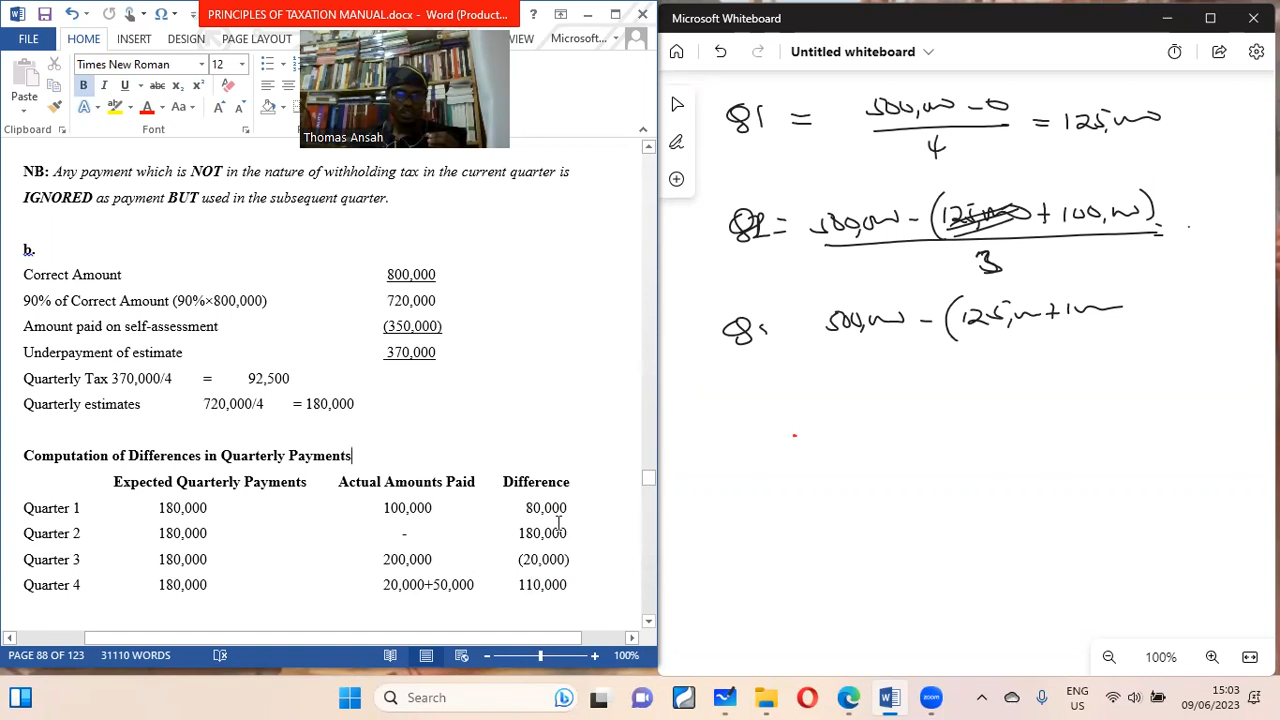 PRINCIPLES OF TAXATION MANUAL.docx - Word (Product...
FILE HOME INSERT DESIGN PAGE LAYOUT VIEW Microsoft...
Times New Roman 12
Paste
B I U abc x₂ x²
A Aa A A
Clipboard
Thomas Ansah
NB: Any payment which is NOT in the nature of withholding tax in the current quarter is
IGNORED as payment BUT used in the subsequent quarter.
b.
Correct Amount 800,000
90% of Correct Amount (90%×800,000) 720,000
Amount paid on self-assessment (350,000)
Underpayment of estimate 370,000
Quarterly Tax 370,000/4 = 92,500
Quarterly estimates 720,000/4 = 180,000
Computation of Differences in Quarterly Payments
Expected Quarterly Payments Actual Amounts Paid Difference
Quarter 1 180,000 100,000 80,000
Quarter 2 180,000 - 180,000
Quarter 3 180,000 200,000 (20,000)
Quarter 4 180,000 20,000+50,000 110,000
PAGE 88 OF 123 31110 WORDS 100%
Microsoft Whiteboard
Untitled whiteboard
Q1 = 500,000 - 0
4
= 125,000
500,000 - (125,000 + 100,000) =
3
500,000 - (125,000 + 100
100%
Search
ENG
US
15:03
09/06/2023